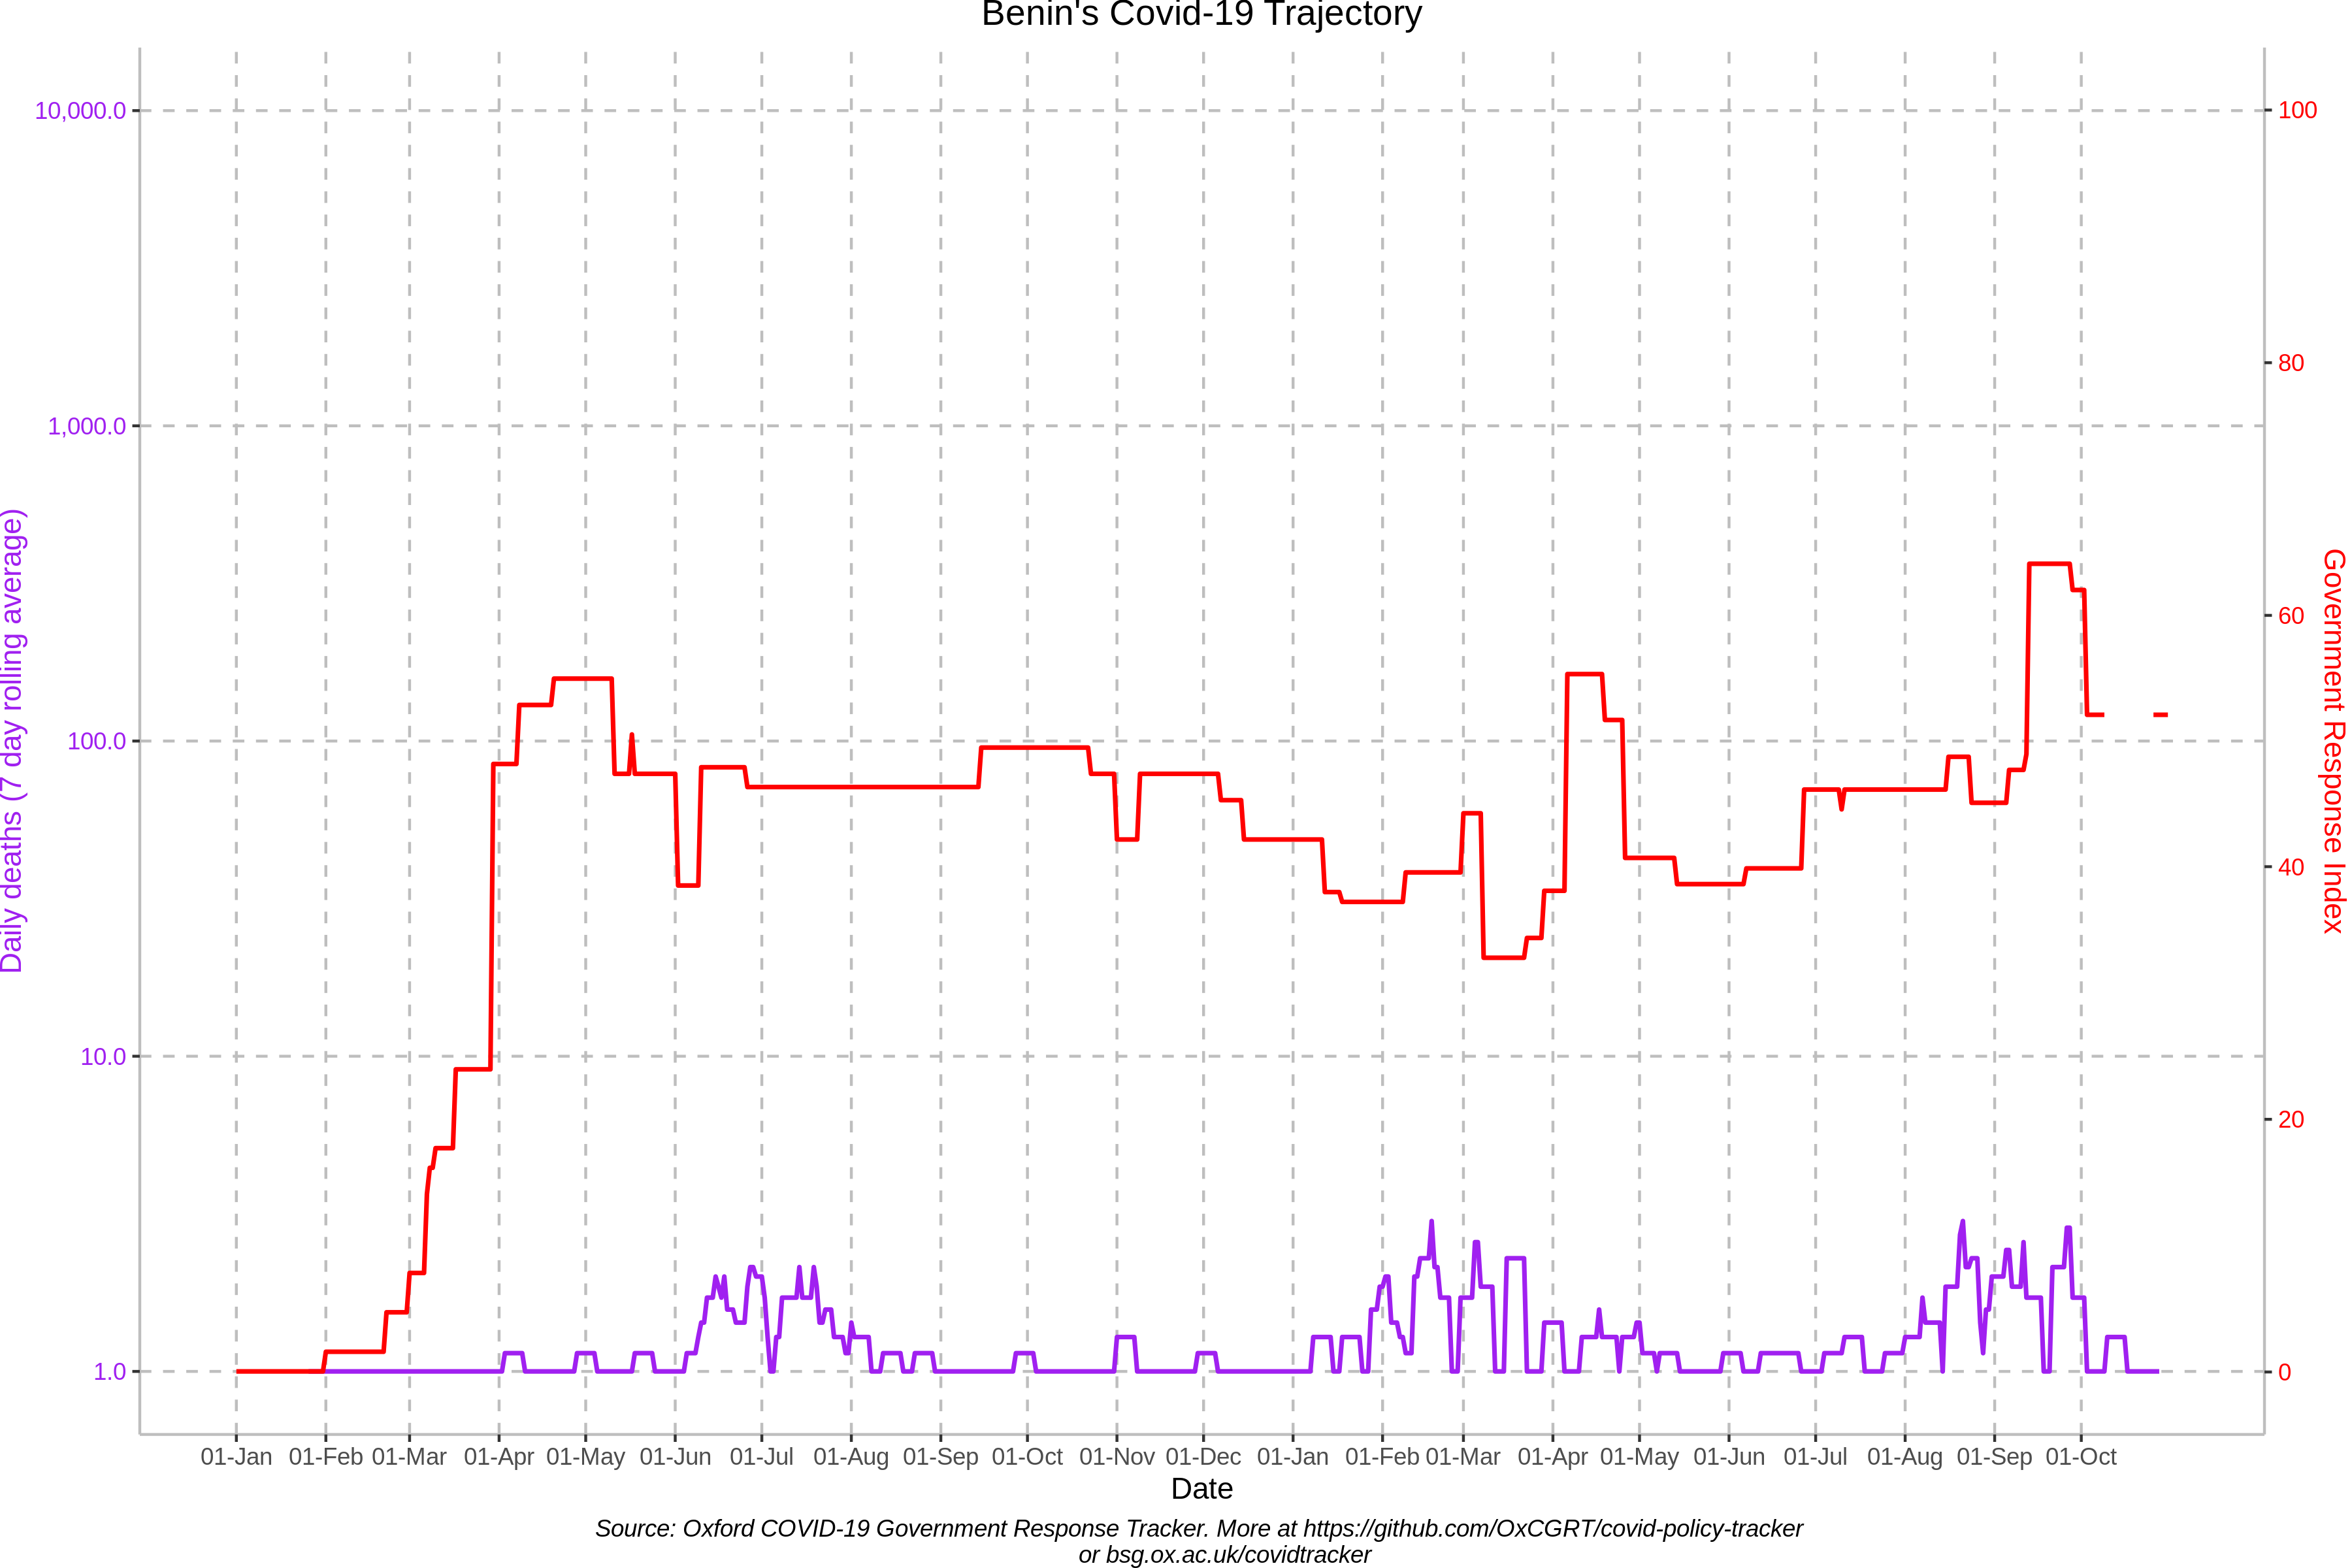 Benin's Covid-19 Trajectory
10,000.0
1,000.0
100.0
10.0
1.0
Daily deaths (7 day rolling average)
100
80
60
40
20
0
Government Response Index
01-Jan 01-Feb 01-Mar 01-Apr 01-May 01-Jun 01-Jul 01-Aug 01-Sep 01-Oct 01-Nov 01-Dec 01-Jan 01-Feb 01-Mar 01-Apr 01-May 01-Jun 01-Jul 01-Aug 01-Sep 01-Oct
Date
Source: Oxford COVID-19 Government Response Tracker. More at https://github.com/OxCGRT/covid-policy-tracker
or bsg.ox.ac.uk/covidtracker